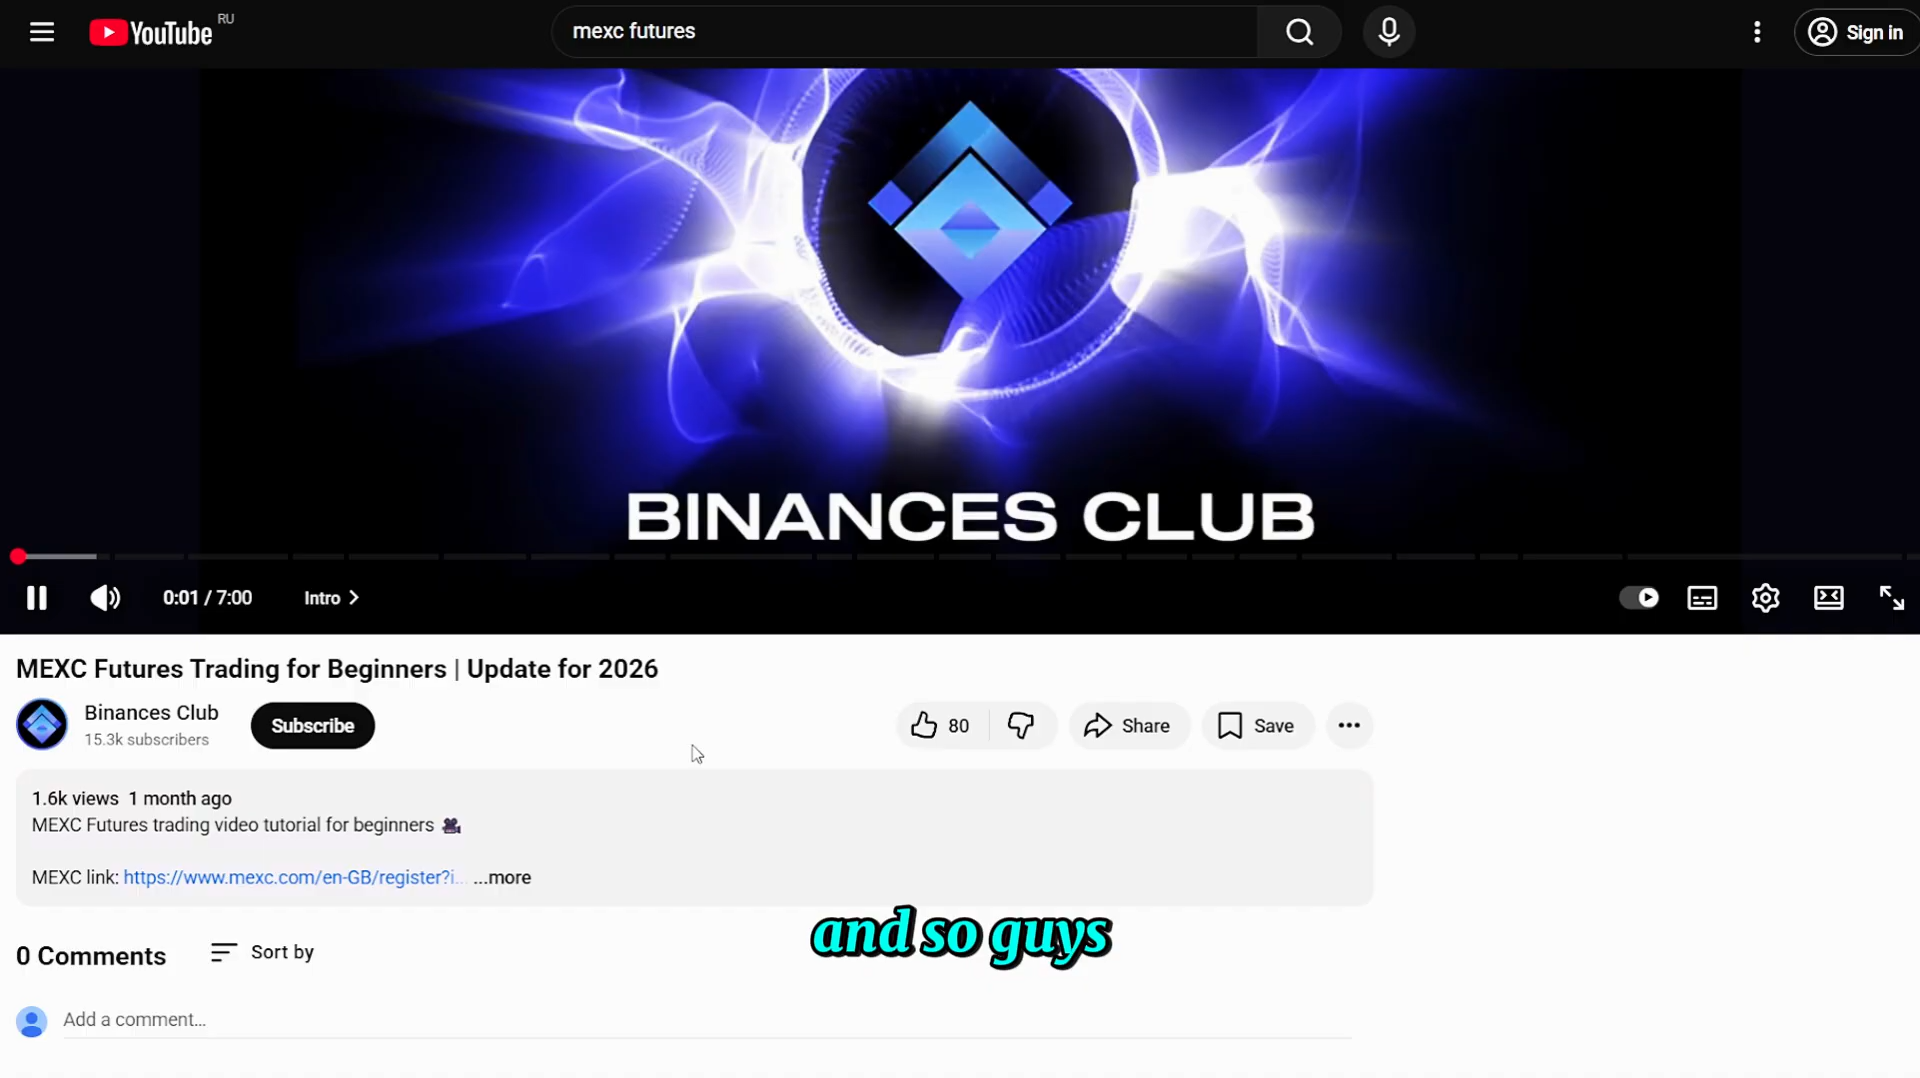 YouTube
RU
mexc futures
Sign in
BINANCES CLUB
0:01 / 7:00
Intro
MEXC Futures Trading for Beginners | Update for 2026
Binances Club
15.3k subscribers
Subscribe
80
Share
Save
1.6k views 1 month ago
MEXC Futures trading video tutorial for beginners
MEXC link: https://www.mexc.com/en-GB/register?i... ...more
and so guys
0 Comments
Sort by
Add a comment...